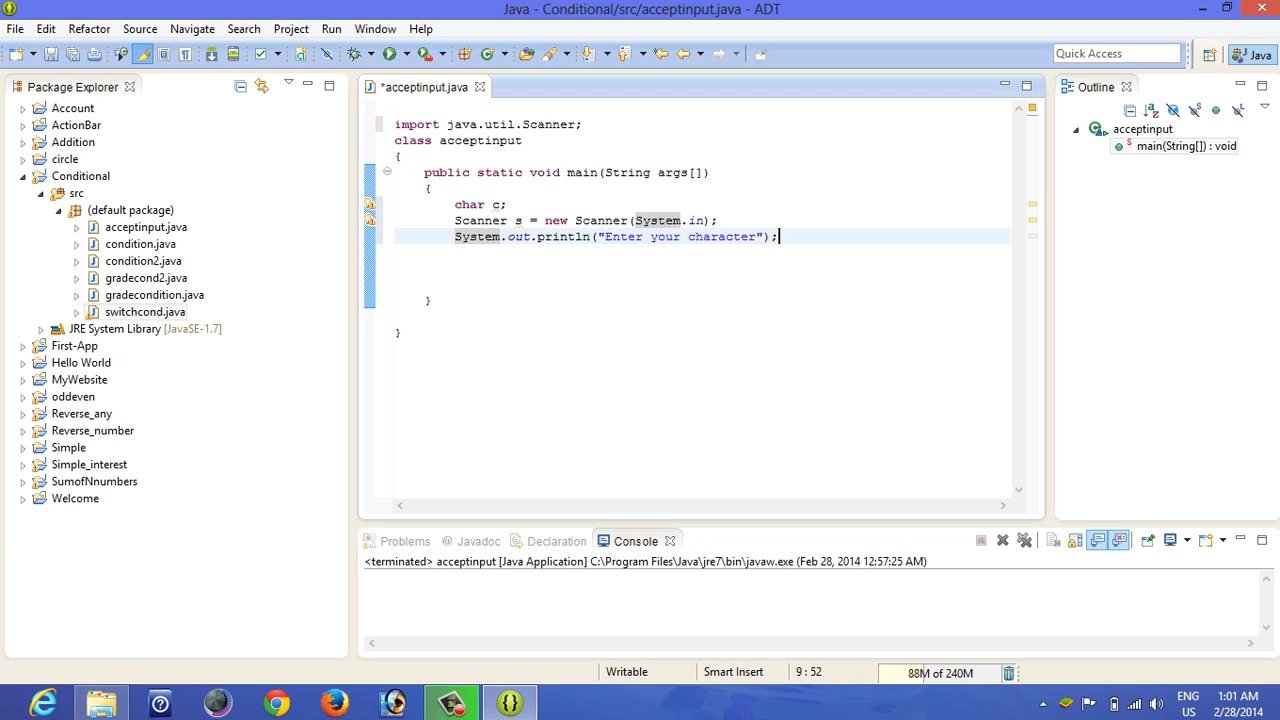 Java - Conditional/src/acceptinput.java - ADT
File Edit Refactor Source Navigate Search Project Run Window Help
Quick Access
Java
Package Explorer
Account
ActionBar
Addition
circle
Conditional
src
(default package)
acceptinput.java
condition.java
condition2.java
gradecond2.java
gradecondition.java
switchcond.java
JRE System Library [JavaSE-1.7]
First-App
Hello World
MyWebsite
oddeven
Reverse_any
Reverse_number
Simple
Simple_interest
SumofNnumbers
Welcome
*acceptinput.java
import java.util.Scanner;
class acceptinput
{
public static void main(String args[])
{
char c;
Scanner s = new Scanner(System.in);
System.out.println("Enter your character");
}
}
Outline
acceptinput
main(String[]) : void
Problems @ Javadoc Declaration Console
<terminated> acceptinput [Java Application] C:\Program Files\Java\jre7\bin\javaw.exe (Feb 28, 2014 12:57:25 AM)
Writable Smart Insert 9 : 52 88M of 240M
ENG 1:01 AM
US 2/28/2014